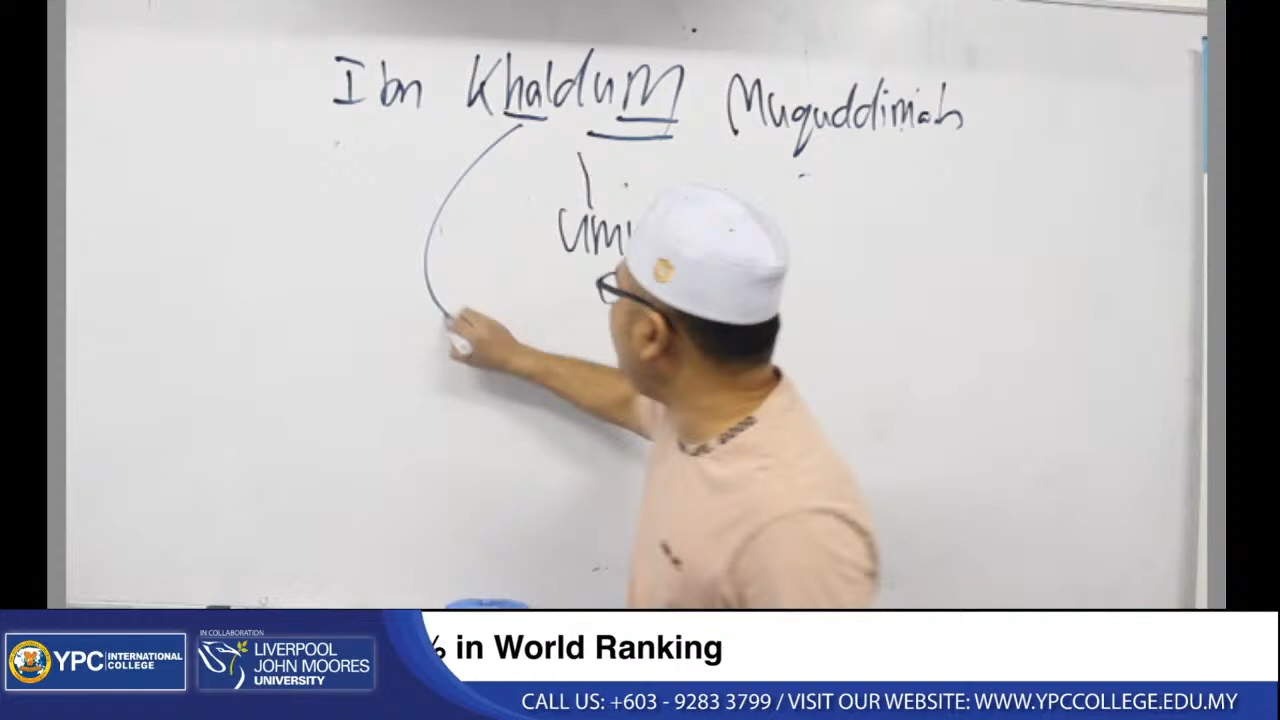 Ibn Khaldum Muquddimah
YPC INTERNATIONAL
COLLEGE
IN COLLABORATION
LIVERPOOL
JOHN MOORES
UNIVERSITY
% in World Ranking
CALL US: +603 - 9283 3799 / VISIT OUR WEBSITE: WWW.YPCCOLLEGE.EDU.MY